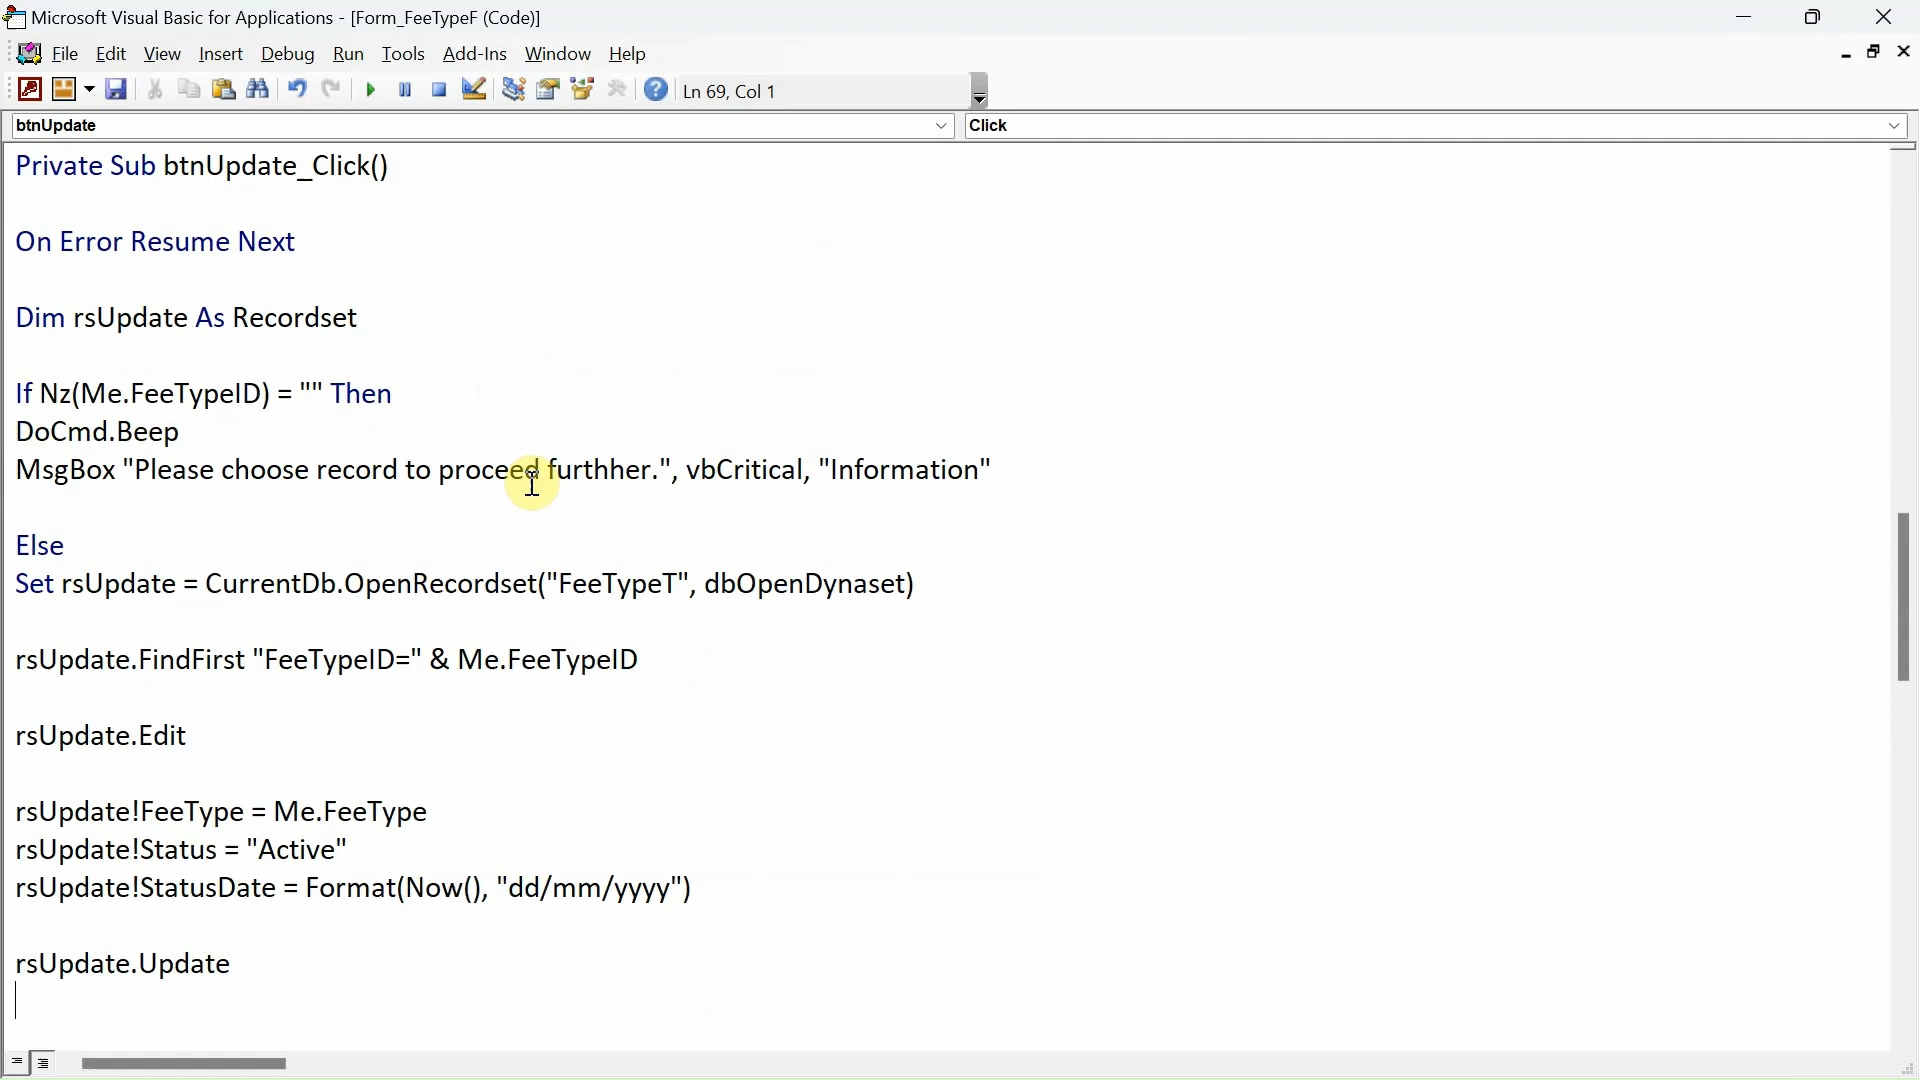 Microsoft Visual Basic for Applications - [Form_FeeTypeF (Code)]
File Edit View Insert Debug Run Tools Add-Ins Window Help
Ln 69, Col 1
btnUpdate Click
Private Sub btnUpdate_Click()
On Error Resume Next
Dim rsUpdate As Recordset
If Nz(Me.FeeTypeID) = "" Then
DoCmd.Beep
MsgBox "Please choose record to proceed furthher.", vbCritical, "Information"
Else
Set rsUpdate = CurrentDb.OpenRecordset("FeeTypeT", dbOpenDynaset)
rsUpdate.FindFirst "FeeTypeID=" & Me.FeeTypeID
rsUpdate.Edit
rsUpdate!FeeType = Me.FeeType
rsUpdate!Status = "Active"
rsUpdate!StatusDate = Format(Now(), "dd/mm/yyyy")
rsUpdate.Update